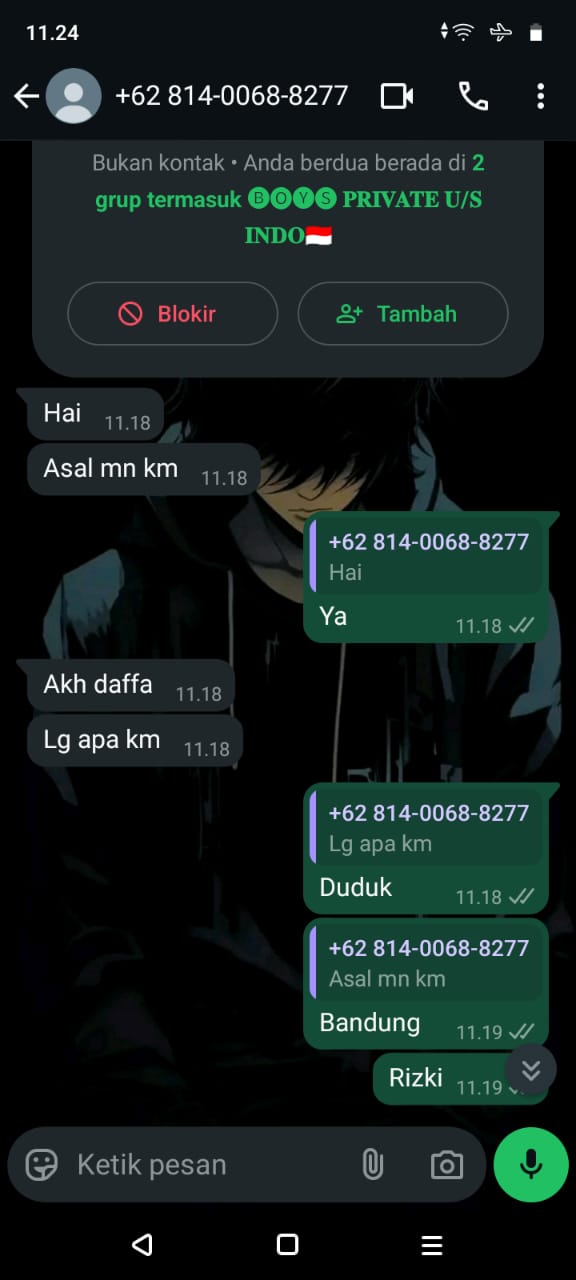 11.24
+62 814-0068-8277
Bukan kontak • Anda berdua berada di 2
grup termasuk 🅑🅞🅨🅢 𝐏𝐑𝐈𝐕𝐀𝐓𝐄 𝐔/𝐒
𝐈𝐍𝐃𝐎🇮🇩
Blokir
Tambah
Hai 11.18
Asal mn km 11.18
+62 814-0068-8277
Hai
Ya 11.18
Akh daffa 11.18
Lg apa km 11.18
+62 814-0068-8277
Lg apa km
Duduk 11.18
+62 814-0068-8277
Asal mn km
Bandung 11.19
Rizki 11.19
Ketik pesan